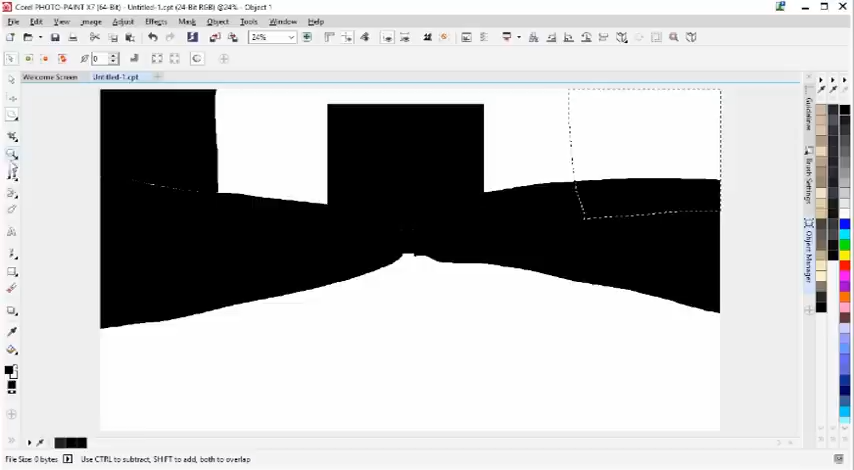 Corel PHOTO-PAINT X7 (64-Bit) - Untitled-1.cpt (24-Bit RGB) @24% - Object 1
File Edit View Image Adjust Effects Mask Object Tools Window Help
24%
0
Welcome Screen Untitled-1.cpt
Guidelines
Brush Settings
Object Manager
File Size: 0 bytes Use CTRL to subtract, SHIFT to add, both to overlap